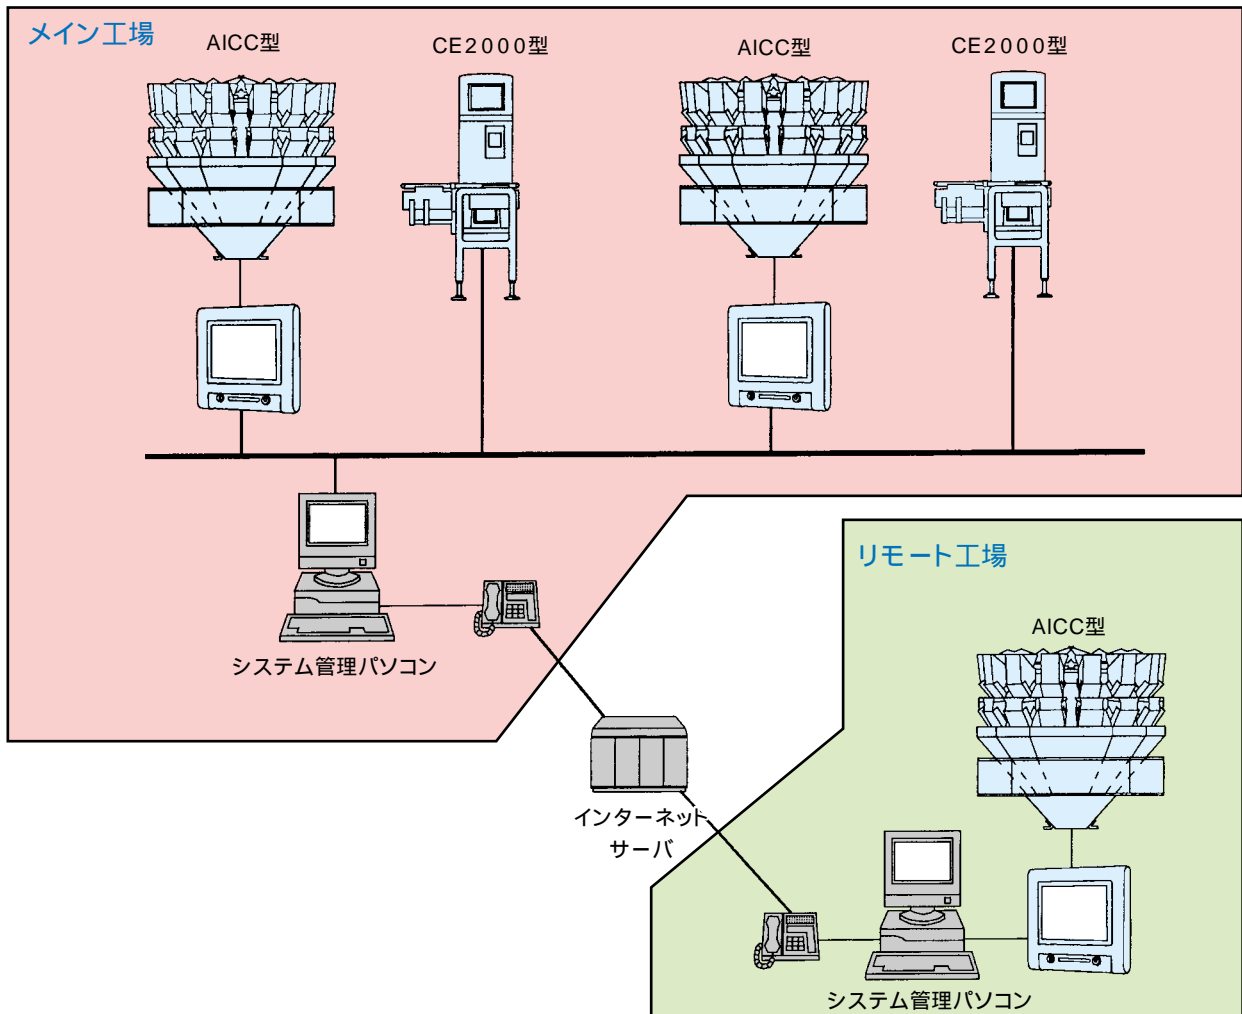 メイン工場
AICC型
CE2000型
AICC型
CE2000型
システム管理パソコン
リモート工場
AICC型
インターネット
サーバ
システム管理パソコン